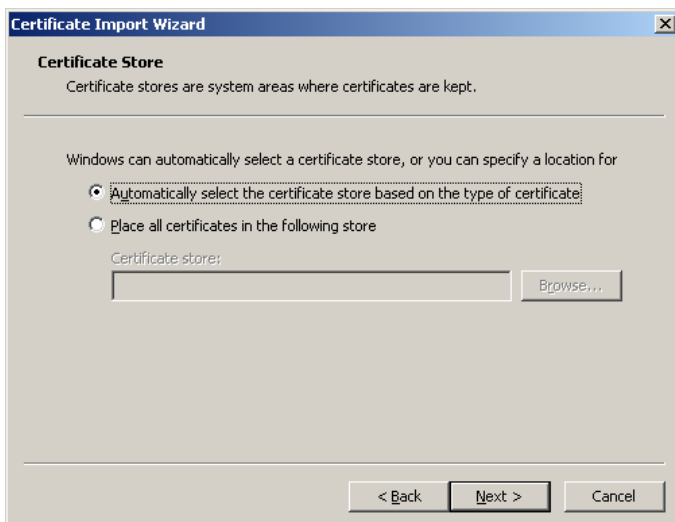 Certificate Import Wizard
Certificate Store
Certificate stores are system areas where certificates are kept.
Windows can automatically select a certificate store, or you can specify a location for
Automatically select the certificate store based on the type of certificate
Place all certificates in the following store
Certificate store:
Browse...
< Back Next > Cancel